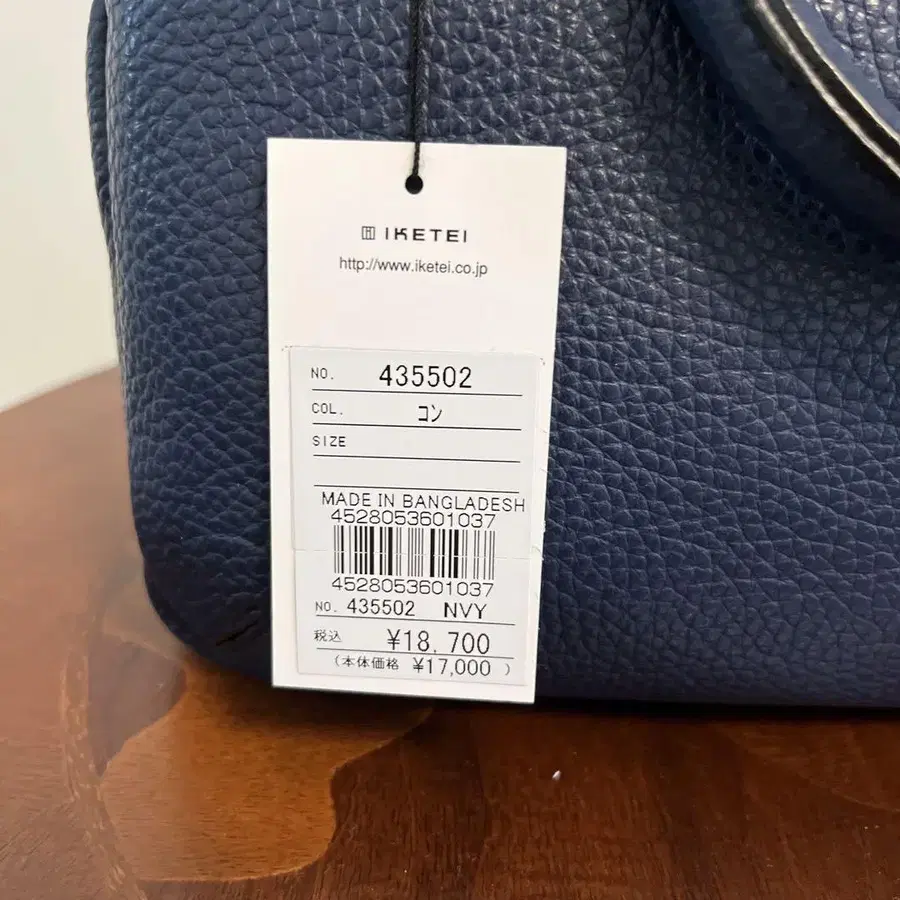 IKETEI
http://www.iketei.co.jp
NO. 435502
COL. コン
SIZE
MADE IN BANGLADESH
4528053601037
4528053601037
NO. 435502 NVY
税込 ¥18,700
(本体価格 ¥17,000 )